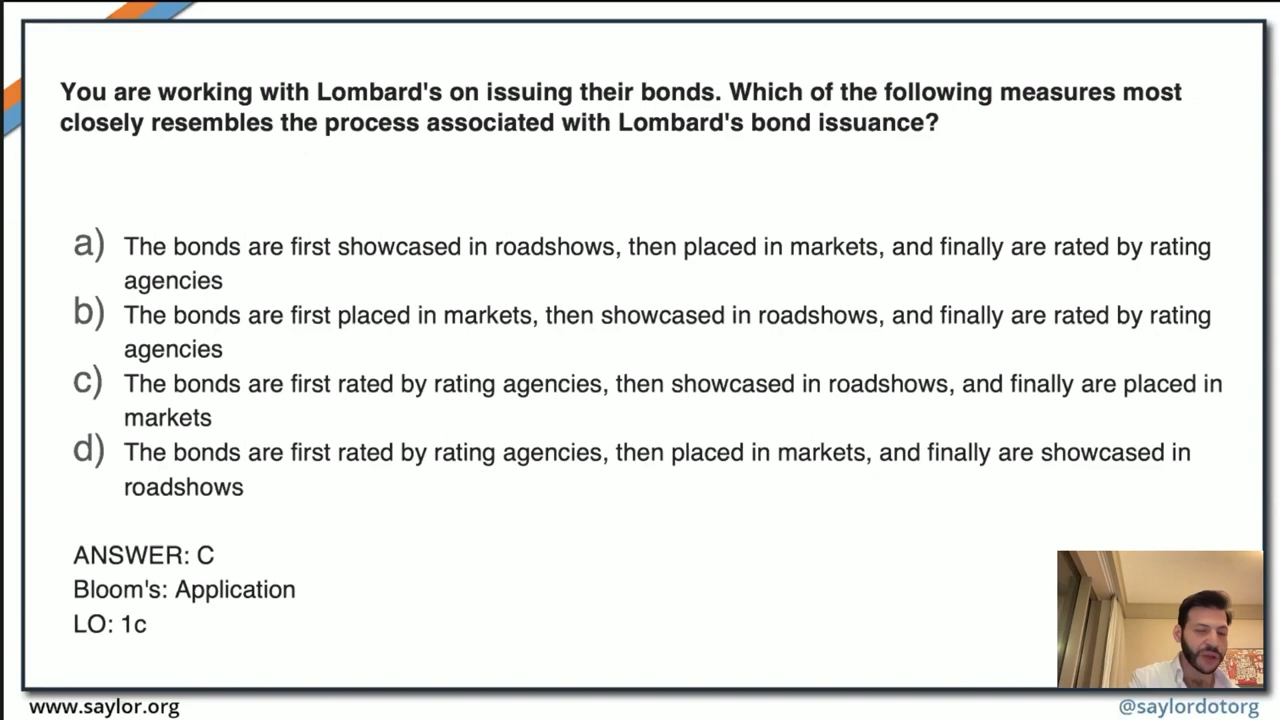 You are working with Lombard's on issuing their bonds. Which of the following measures most
closely resembles the process associated with Lombard's bond issuance?
a) The bonds are first showcased in roadshows, then placed in markets, and finally are rated by rating
agencies
b) The bonds are first placed in markets, then showcased in roadshows, and finally are rated by rating
agencies
c) The bonds are first rated by rating agencies, then showcased in roadshows, and finally are placed in
markets
d) The bonds are first rated by rating agencies, then placed in markets, and finally are showcased in
roadshows
ANSWER: C
Bloom's: Application
LO: 1c
www.saylor.org
@saylordotorg